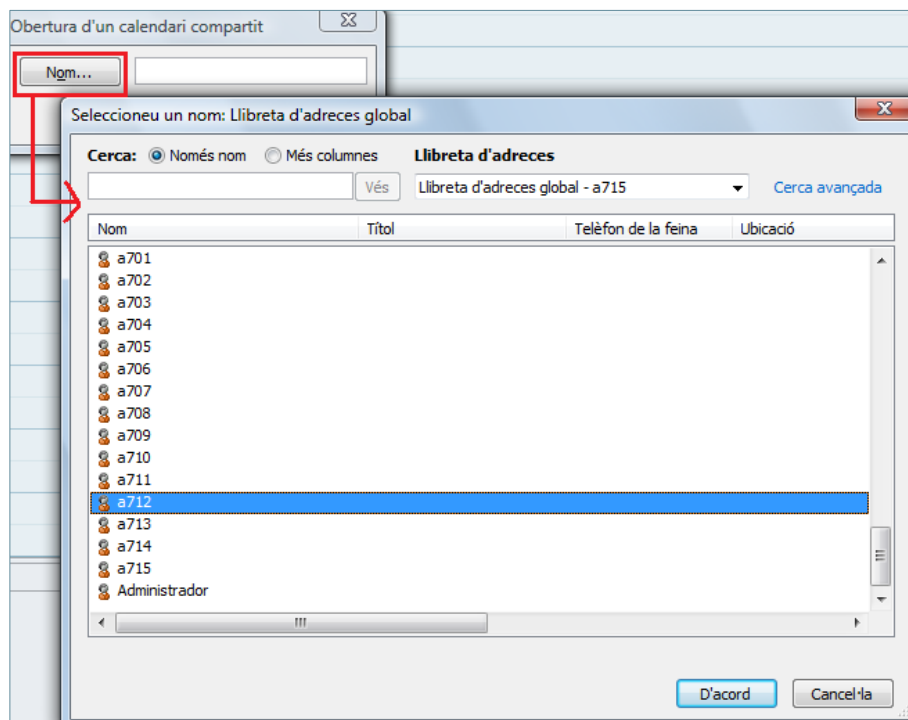 Obertura d'un calendari compartit
Nom...
Seleccioneu un nom: Llibreta d'adreces global
Cerca: Només nom Més columnes Llibreta d'adreces
Vés Llibreta d'adreces global - a715 Cerca avançada
Nom Títol Telèfon de la feina Ubicació
a701
a702
a703
a704
a705
a706
a707
a708
a709
a710
a711
a712
a713
a714
a715
Administrador
D'acord Cancel·la